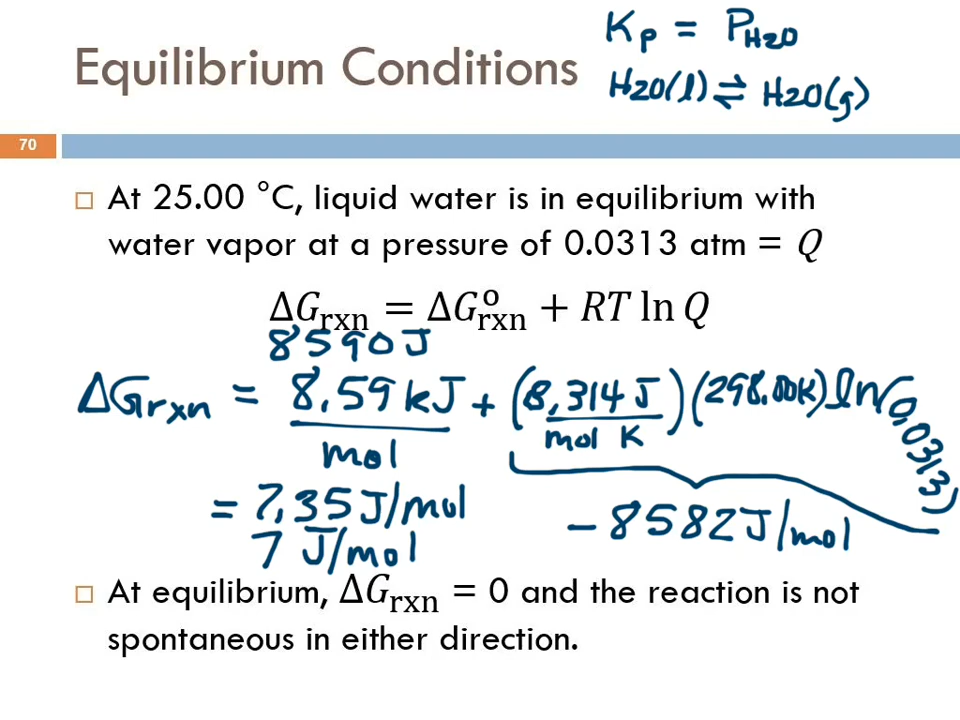 Equilibrium Conditions
Kp = PH2O
H2O(l) ⇌ H2O(g)
70
At 25.00 °C, liquid water is in equilibrium with
water vapor at a pressure of 0.0313 atm = Q
ΔGrxn = ΔG°rxn + RT ln Q
8590 J
ΔGrxn = 8.59 kJ/mol + (8.314 J/mol K)(298.00K) ln(0.0313)
= 7.35 J/mol
- 8582 J/mol
7 J/mol
At equilibrium, ΔGrxn = 0 and the reaction is not
spontaneous in either direction.